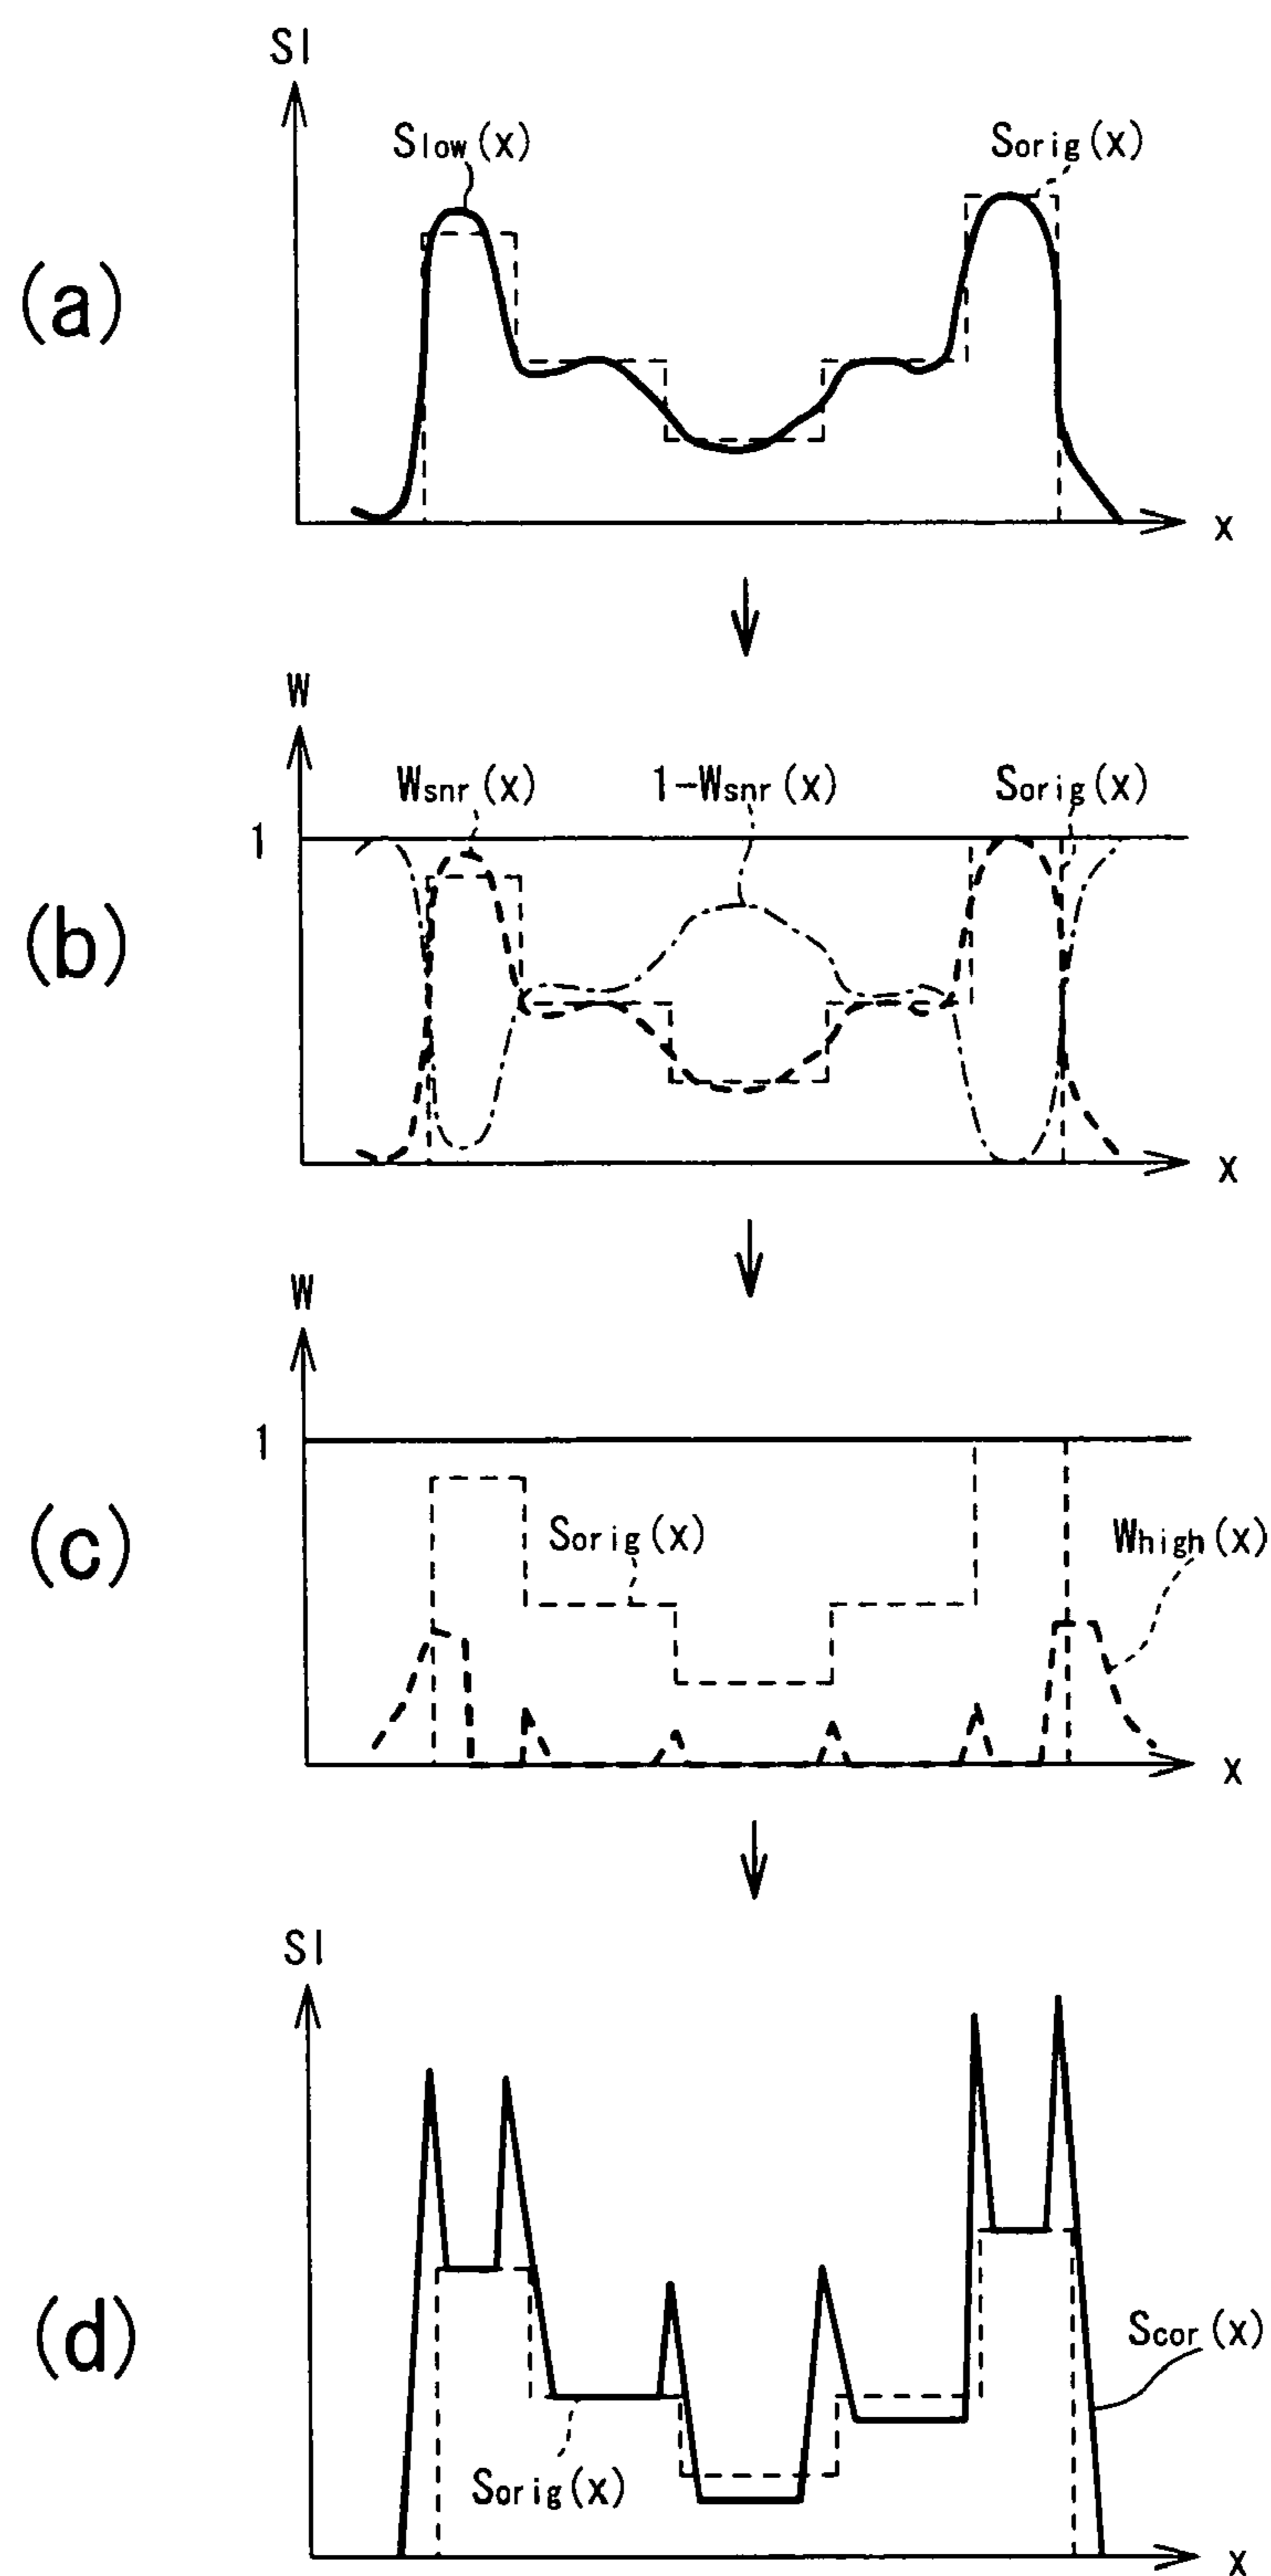 SI
Slow(x)
Sorig(x)
(a)
x
W
Wsnr(x)
1-Wsnr(x)
Sorig(x)
1
(b)
x
W
1
Sorig(x)
Whigh(x)
(c)
x
SI
Scor(x)
(d)
Sorig(x)
x